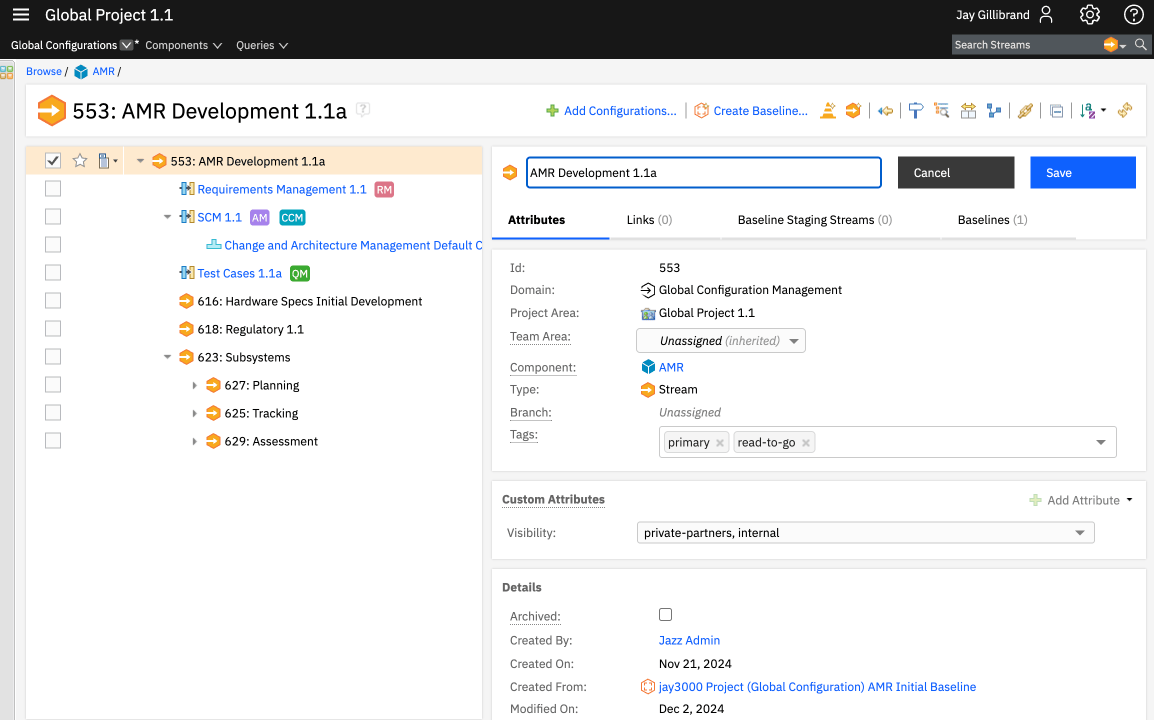 Global Project 1.1
Jay Gillibrand
Global Configurations * Components Queries
Search Streams
Browse / AMR /
553: AMR Development 1.1a ?
Add Configurations... Create Baseline...
553: AMR Development 1.1a
Requirements Management 1.1 RM
SCM 1.1 AM CCM
Change and Architecture Management Default C
Test Cases 1.1a QM
616: Hardware Specs Initial Development
618: Regulatory 1.1
623: Subsystems
627: Planning
625: Tracking
629: Assessment
AMR Development 1.1a Cancel Save
Attributes Links (0) Baseline Staging Streams (0) Baselines (1)
Id: 553
Domain: Global Configuration Management
Project Area: Global Project 1.1
Team Area: Unassigned (inherited)
Component: AMR
Type: Stream
Branch: Unassigned
Tags: primary × read-to-go ×
Custom Attributes Add Attribute
Visibility: private-partners, internal
Details
Archived:
Created By: Jazz Admin
Created On: Nov 21, 2024
Created From: jay3000 Project (Global Configuration) AMR Initial Baseline
Modified On: Dec 2, 2024